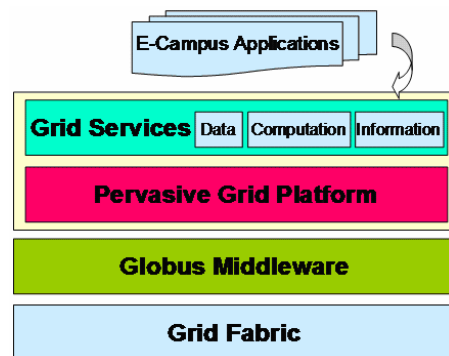 E-Campus Applications
Grid Services Data Computation Information
Pervasive Grid Platform
Globus Middleware
Grid Fabric